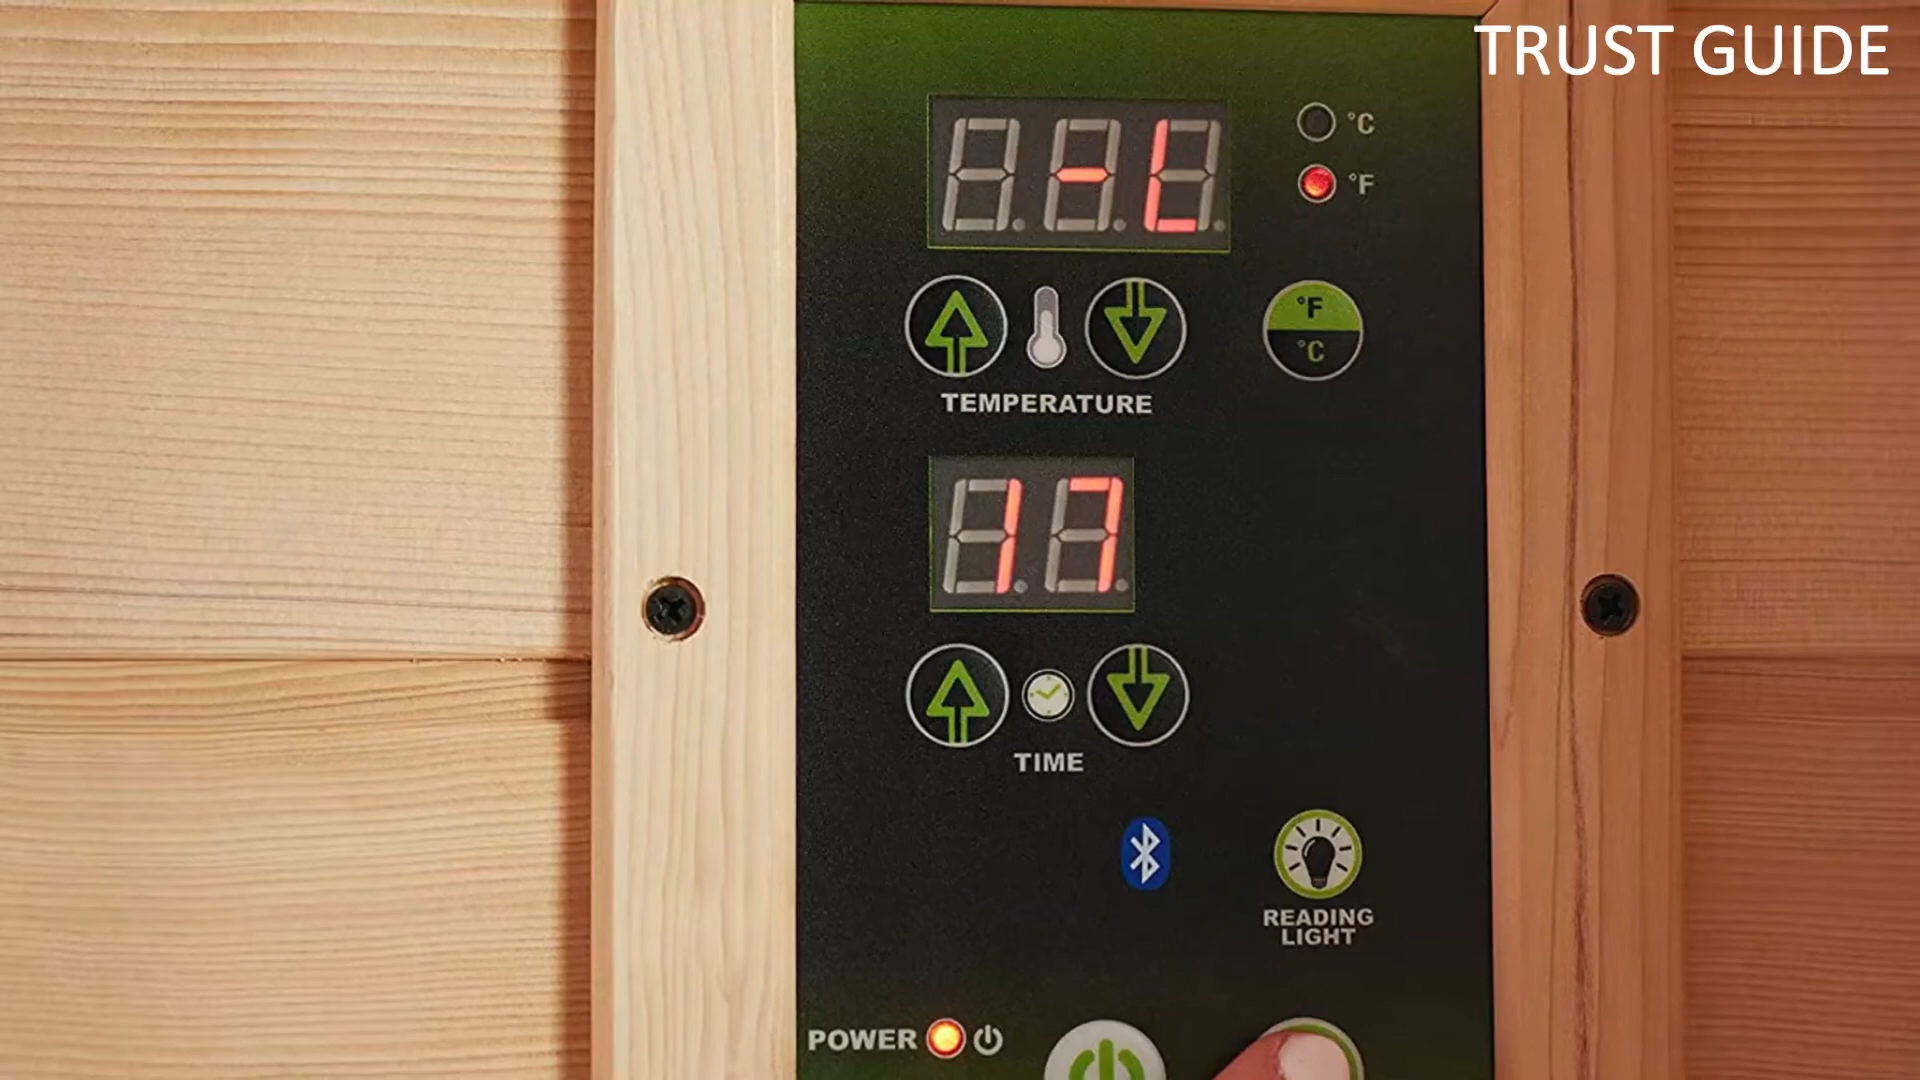 TRUST GUIDE
-L
°C
°F
°F
°C
TEMPERATURE
17
TIME
READING
LIGHT
POWER